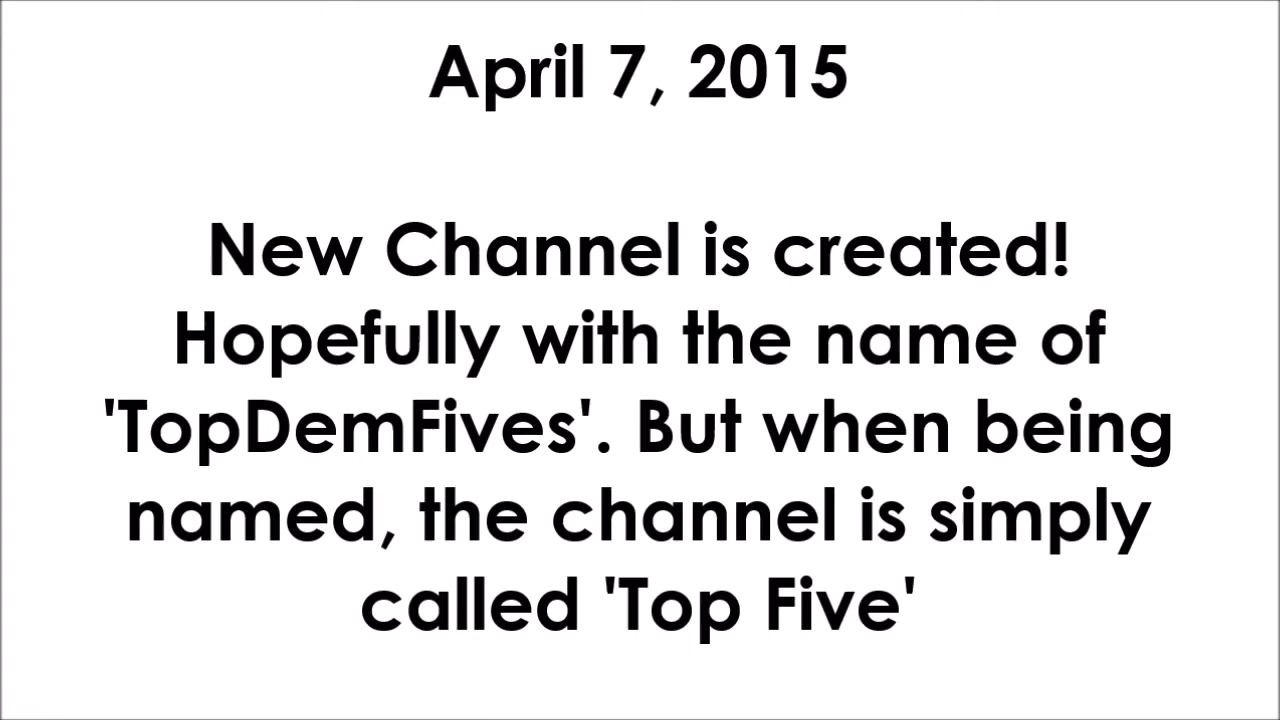 April 7, 2015
New Channel is created!
Hopefully with the name of
'TopDemFives'. But when being
named, the channel is simply
called 'Top Five'